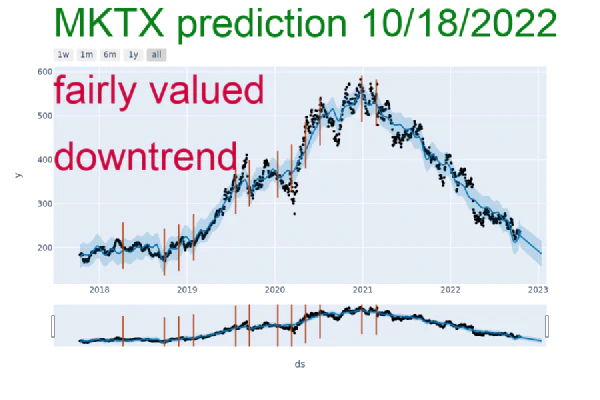 MKTX prediction 10/18/2022
1w 1m 6m 1y all
600
fairly valued
500
y
400
downtrend
300
200
2018 2019 2020 2021 2022 2023
ds